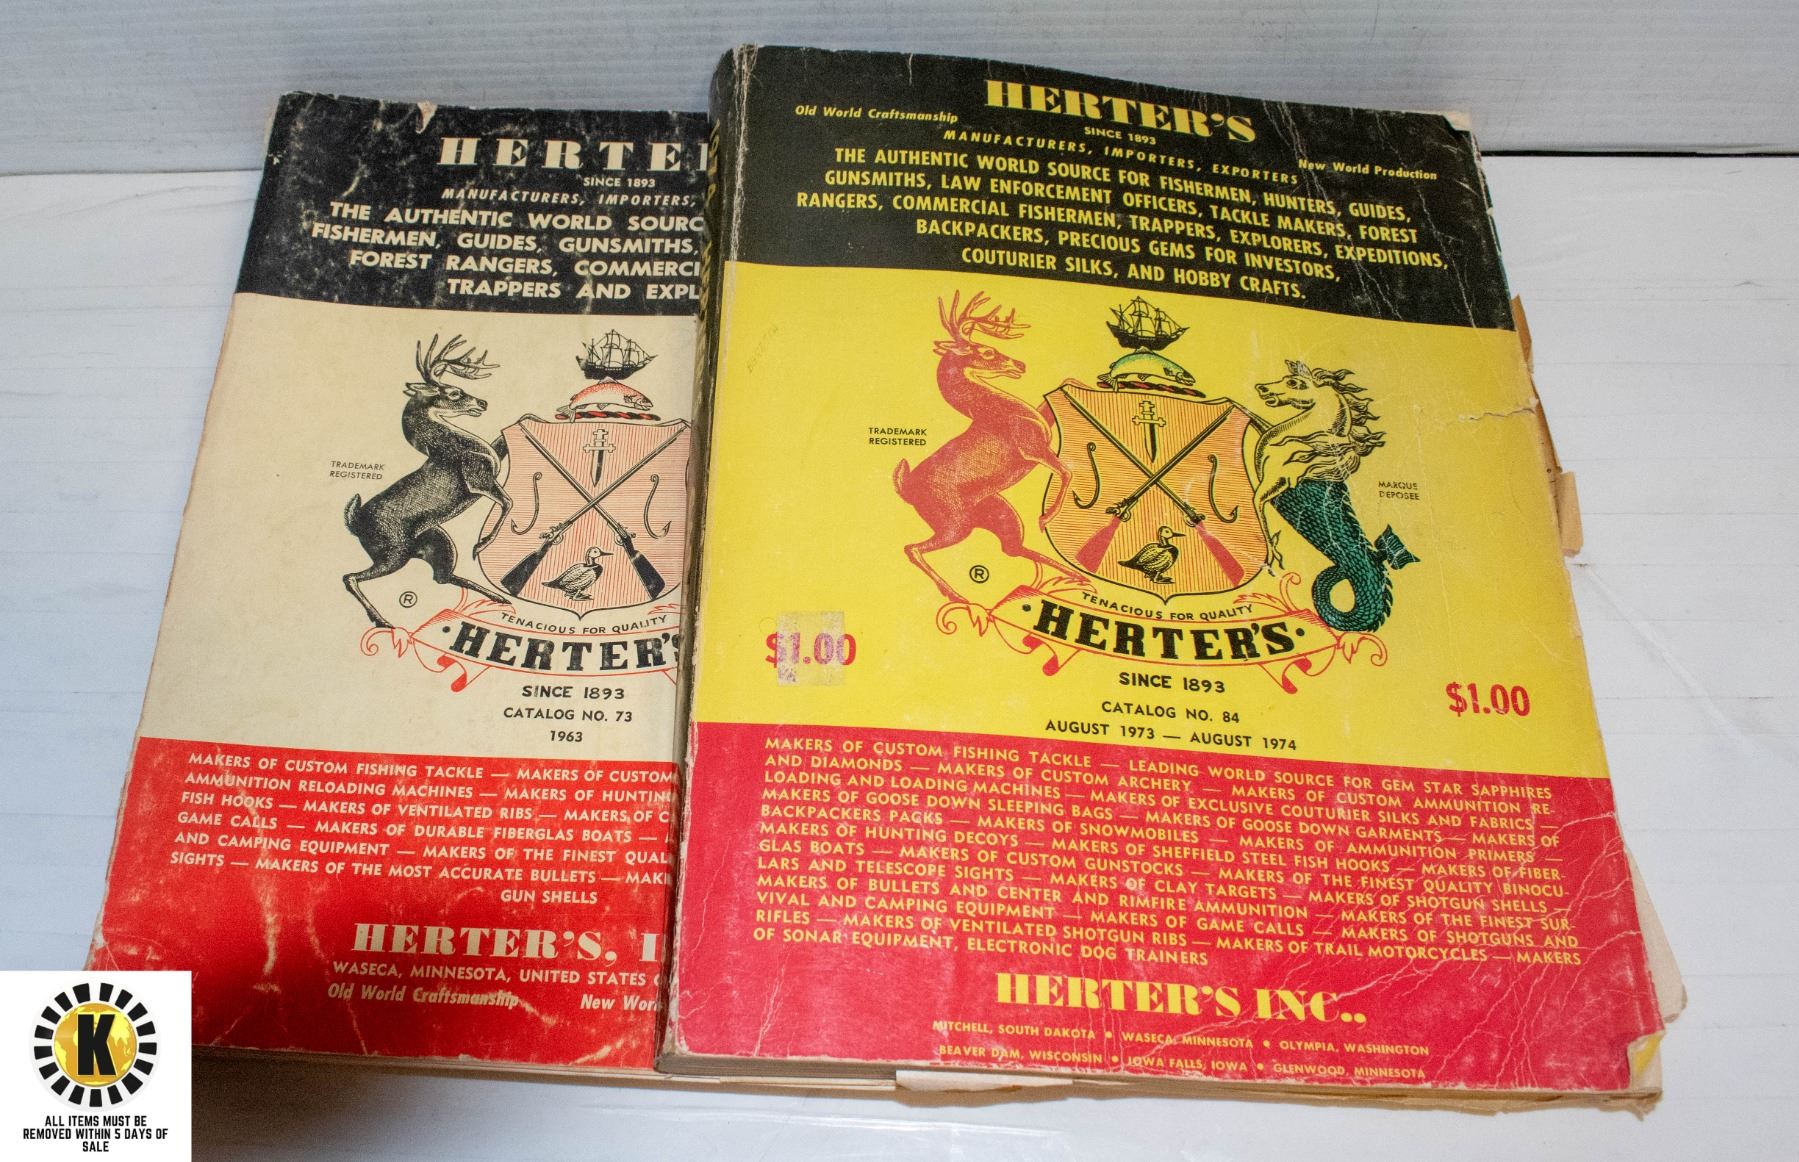 HERTE
SINCE 1893
MANUFACTURERS, IMPORTERS,
THE AUTHENTIC WORLD SOURC
FISHERMEN, GUIDES, GUNSMITHS,
FOREST RANGERS, COMMERCI
TRAPPERS AND EXPL
TRADEMARK
REGISTERED
®
TENACIOUS FOR QUALITY
·HERTER'S
SINCE 1893
CATALOG NO. 73
1963
MAKERS OF CUSTOM FISHING TACKLE — MAKERS OF CUSTOM
AMMUNITION RELOADING MACHINES — MAKERS OF HUNTING
FISH HOOKS — MAKERS OF VENTILATED RIBS — MAKERS OF C
GAME CALLS — MAKERS OF DURABLE FIBERGLAS BOATS —
AND CAMPING EQUIPMENT — MAKERS OF THE FINEST QUAL
SIGHTS — MAKERS OF THE MOST ACCURATE BULLETS — MAK
GUN SHELLS
HERTER'S, I
WASECA, MINNESOTA, UNITED STATES
Old World Craftsmanship New Wor
HERTER'S
Old World Craftsmanship
SINCE 1893
MANUFACTURERS, IMPORTERS, EXPORTERS
New World Production
THE AUTHENTIC WORLD SOURCE FOR FISHERMEN, HUNTERS, GUIDES,
GUNSMITHS, LAW ENFORCEMENT OFFICERS, TACKLE MAKERS, FOREST
RANGERS, COMMERCIAL FISHERMEN, TRAPPERS, EXPLORERS, EXPEDITIONS,
BACKPACKERS, PRECIOUS GEMS FOR INVESTORS,
COUTURIER SILKS, AND HOBBY CRAFTS.
TRADEMARK
REGISTERED
MARQUE
DEPOSEE
®
TENACIOUS FOR QUALITY
·HERTER'S·
$1.00
$1.00
SINCE 1893
CATALOG NO. 84
AUGUST 1973 — AUGUST 1974
MAKERS OF CUSTOM FISHING TACKLE — LEADING WORLD SOURCE FOR GEM STAR SAPPHIRES
AND DIAMONDS — MAKERS OF CUSTOM ARCHERY — MAKERS OF CUSTOM AMMUNITION RE-
LOADING AND LOADING MACHINES — MAKERS OF EXCLUSIVE COUTURIER SILKS AND FABRICS —
MAKERS OF GOOSE DOWN SLEEPING BAGS — MAKERS OF GOOSE DOWN GARMENTS — MAKERS OF
BACKPACKERS PACKS — MAKERS OF SNOWMOBILES — MAKERS OF AMMUNITION PRIMERS —
MAKERS OF HUNTING DECOYS — MAKERS OF SHEFFIELD STEEL FISH HOOKS — MAKERS OF FIBER-
GLAS BOATS — MAKERS OF CUSTOM GUNSTOCKS — MAKERS OF THE FINEST QUALITY BINOCU-
LARS AND TELESCOPE SIGHTS — MAKERS OF CLAY TARGETS — MAKERS OF SHOTGUN SHELLS —
MAKERS OF BULLETS AND CENTER AND RIMFIRE AMMUNITION — MAKERS OF THE FINEST SUR-
VIVAL AND CAMPING EQUIPMENT — MAKERS OF GAME CALLS — MAKERS OF SHOTGUNS AND
RIFLES — MAKERS OF VENTILATED SHOTGUN RIBS — MAKERS OF TRAIL MOTORCYCLES — MAKERS
OF SONAR EQUIPMENT, ELECTRONIC DOG TRAINERS
HERTER'S INC..
MITCHELL, SOUTH DAKOTA • WASECA, MINNESOTA • OLYMPIA, WASHINGTON
BEAVER DAM, WISCONSIN • IOWA FALLS, IOWA • GLENWOOD, MINNESOTA
K
ALL ITEMS MUST BE
REMOVED WITHIN 5 DAYS OF
SALE